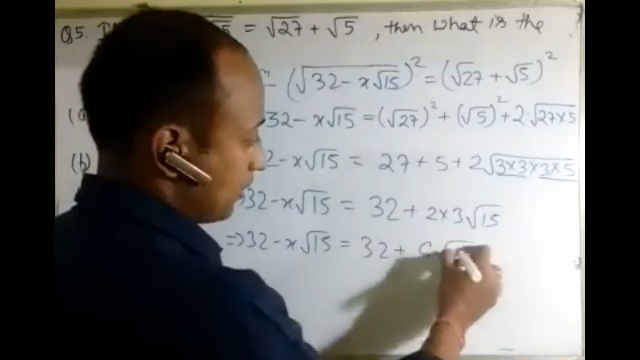 Q5. = √27 + √5 , then what is the
(√(32 - x√15))² = (√27 + √5)²
(a) 32 - x√15 = (√27)² + (√5)² + 2·√(27×5)
(b) 2 - x√15 = 27 + 5 + 2√(3×3×3×5)
32 - x√15 = 32 + 2×3√15
⇒ 32 - x√15 = 32 +